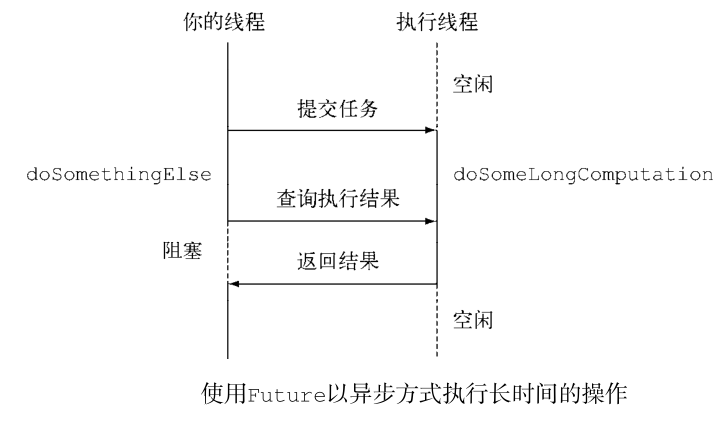 你的线程
执行线程
空闲
提交任务
doSomethingElse
doSomeLongComputation
查询执行结果
阻塞
返回结果
空闲
使用Future以异步方式执行长时间的操作